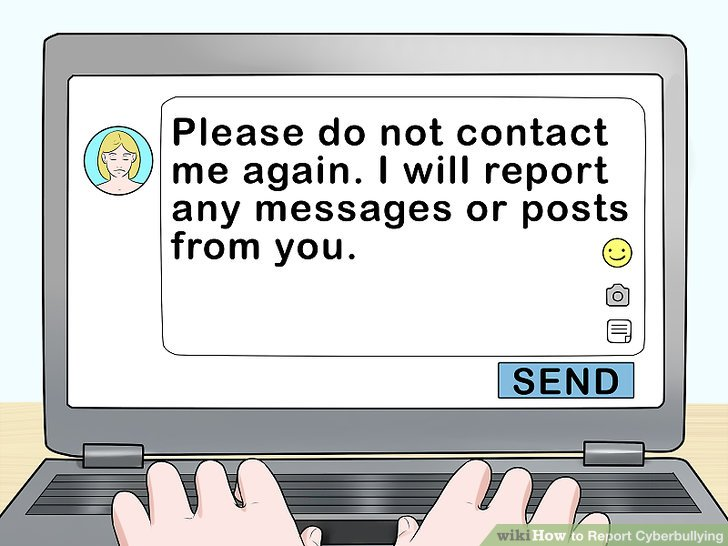 Please do not contact
me again. I will report
any messages or posts
from you.
SEND
wikiHow to Report Cyberbullying